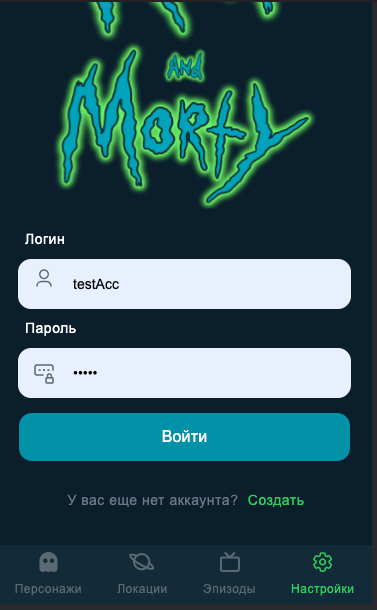 AND
MORTY
Логин
testAcc
Пароль
•••••
Войти
У вас еще нет аккаунта? Создать
Персонажи
Локации
Эпизоды
Настройки